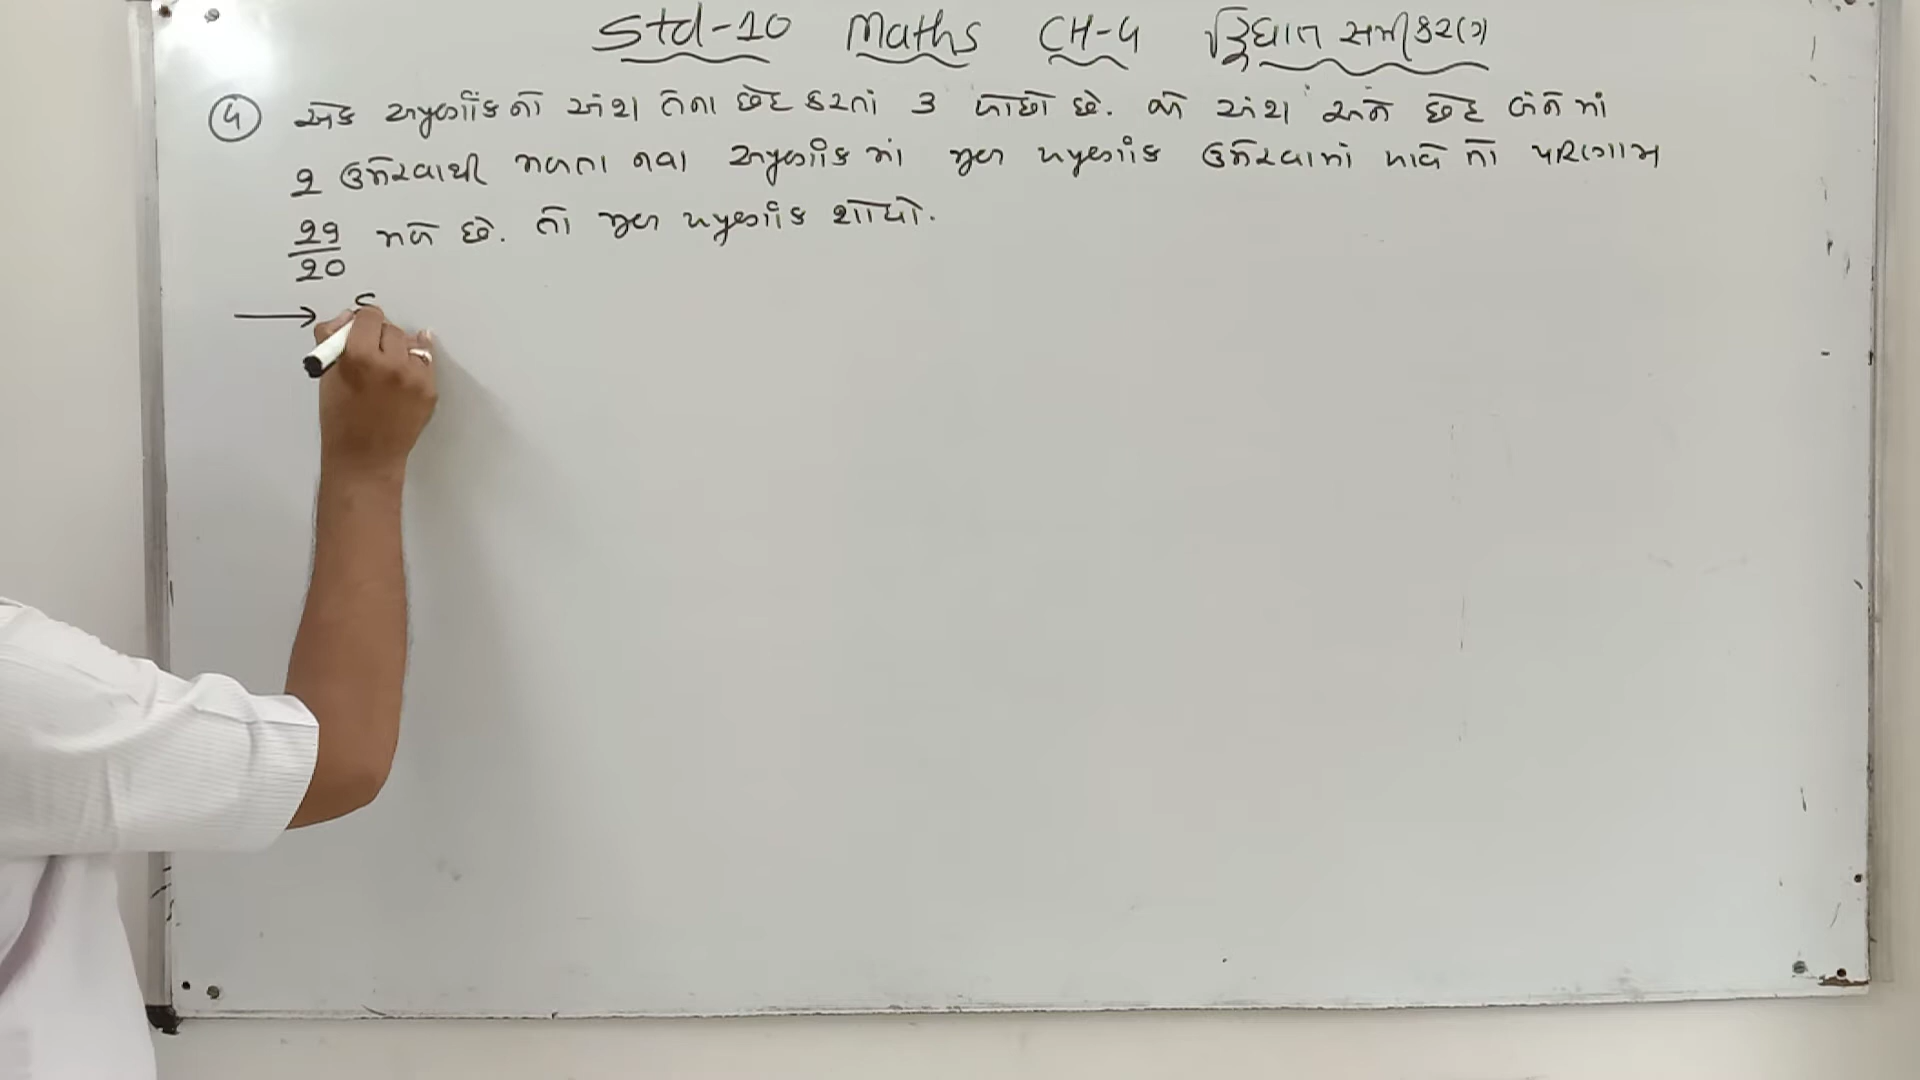 Std-10 Maths CH-4 દ્વિઘાત સમીકરણ
(4) એક અપૂર્ણાંકનો અંશ તેના છેદ કરતાં 3 ઓછો છે. જો અંશ અને છેદ બંનેમાં
2 ઉમેરવાથી મળતા નવા અપૂર્ણાંકમાં મૂળ અપૂર્ણાંક ઉમેરવામાં આવે તો પરિણામ
29/20 મળે છે. તો મૂળ અપૂર્ણાંક શોધો.
→